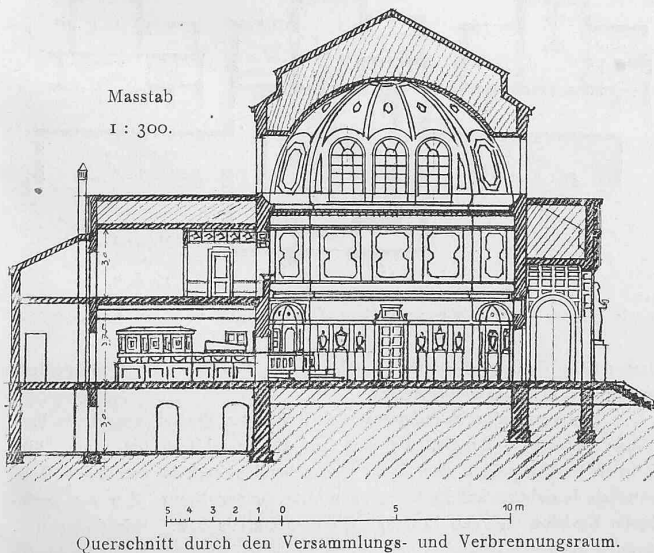 Masstab
1 : 300.
3.0
3.0
5 4 3 2 1 0 5 10 m
Querschnitt durch den Versammlungs- und Verbrennungsraum.